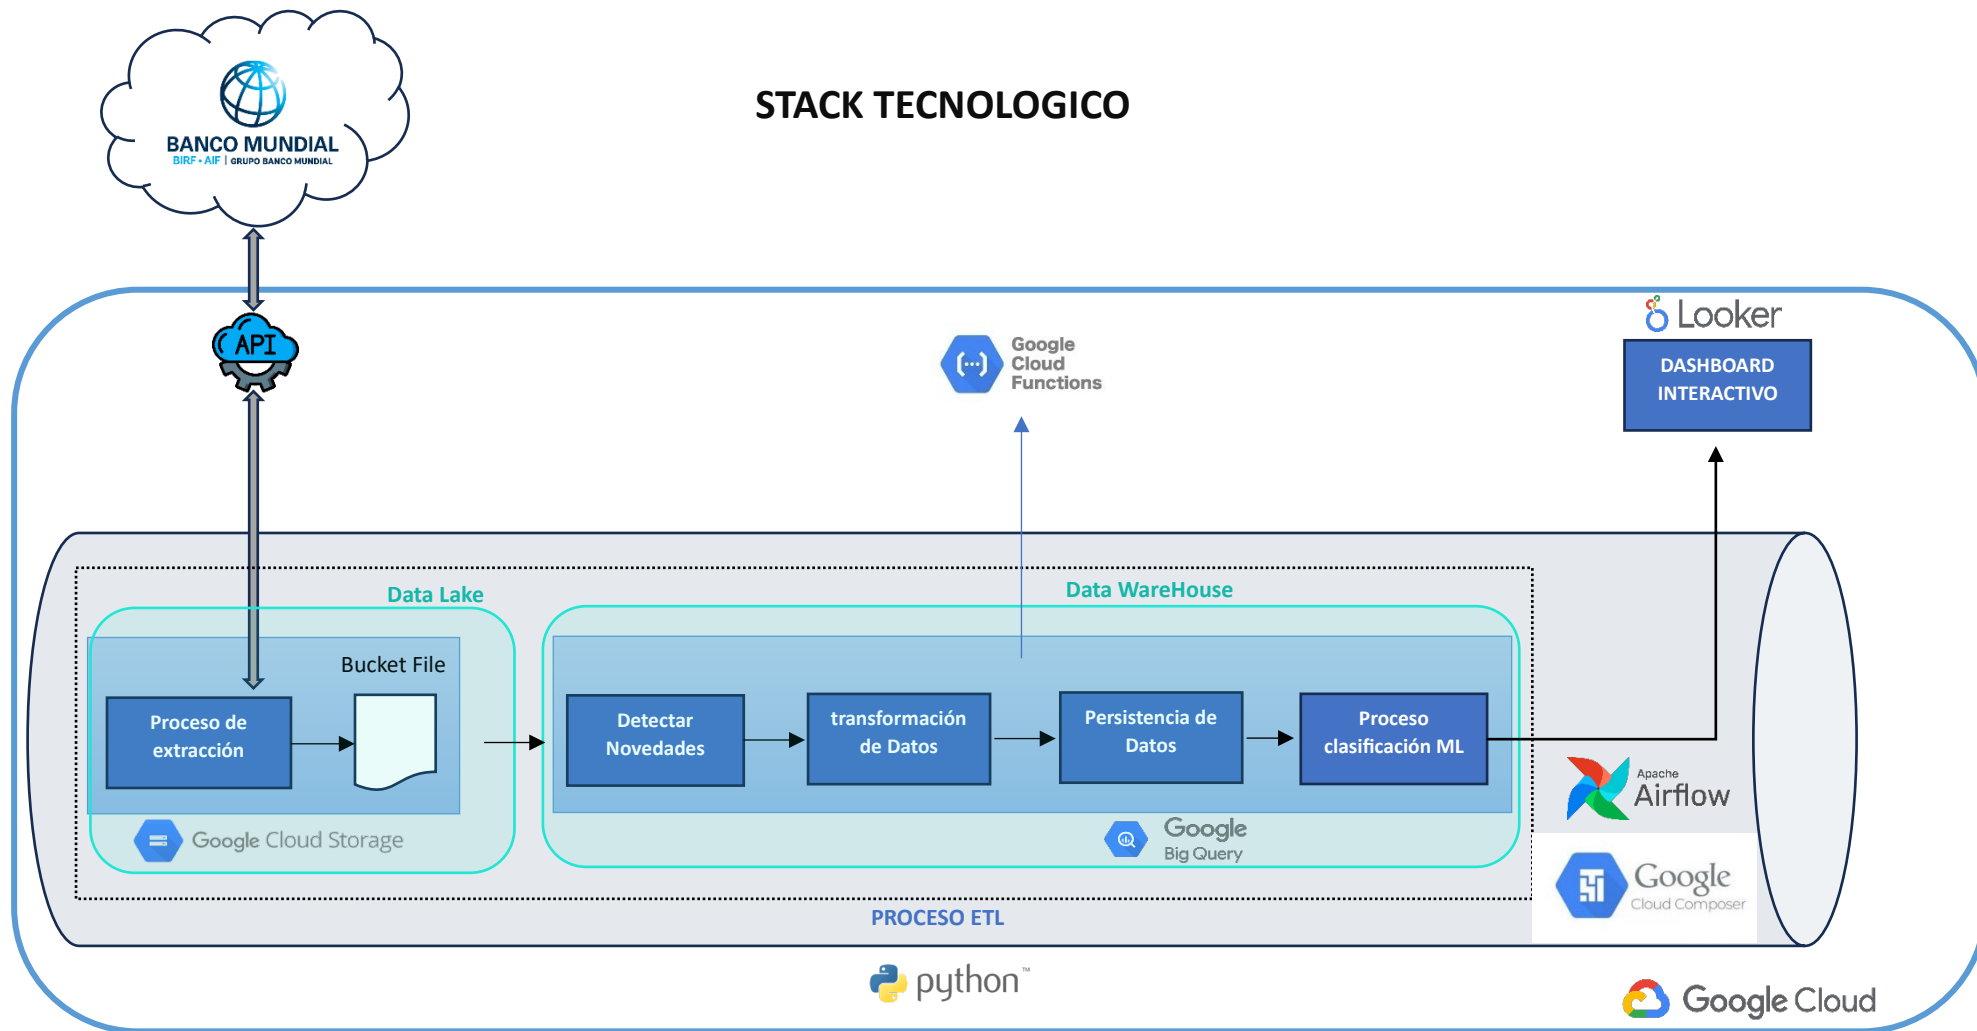 BANCO MUNDIAL
BIRF • AIF | GRUPO BANCO MUNDIAL
STACK TECNOLOGICO
API
Google
Cloud
Functions
Looker
DASHBOARD
INTERACTIVO
Data Lake
Data WareHouse
Bucket File
Proceso de
extracción
Detectar
Novedades
transformación
de Datos
Persistencia de
Datos
Proceso
clasificación ML
Google Cloud Storage
Google
Big Query
Apache
Airflow
Google
Cloud Composer
PROCESO ETL
python™
Google Cloud